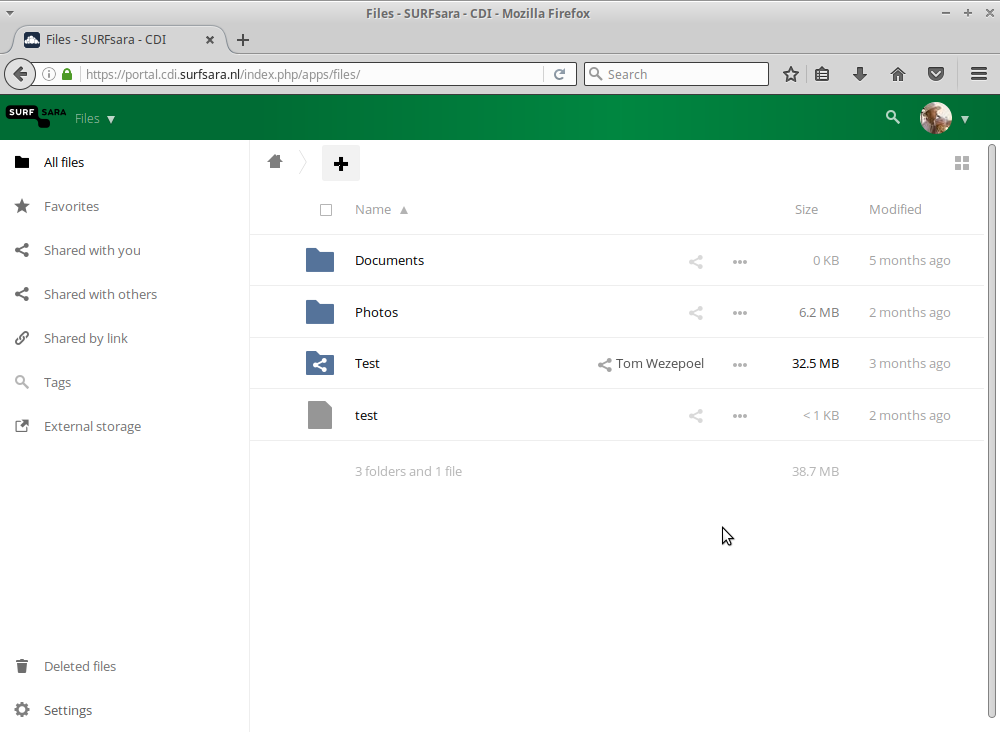 Files - SURFsara - CDI - Mozilla Firefox
Files - SURFsara - CDI
https://portal.cdi.surfsara.nl/index.php/apps/files/
Search
SURF SARA
Files
All files
Favorites
Shared with you
Shared with others
Shared by link
Tags
External storage
Deleted files
Settings
Name Size Modified
Documents 0 KB 5 months ago
Photos 6.2 MB 2 months ago
Test Tom Wezepoel 32.5 MB 3 months ago
test < 1 KB 2 months ago
3 folders and 1 file 38.7 MB